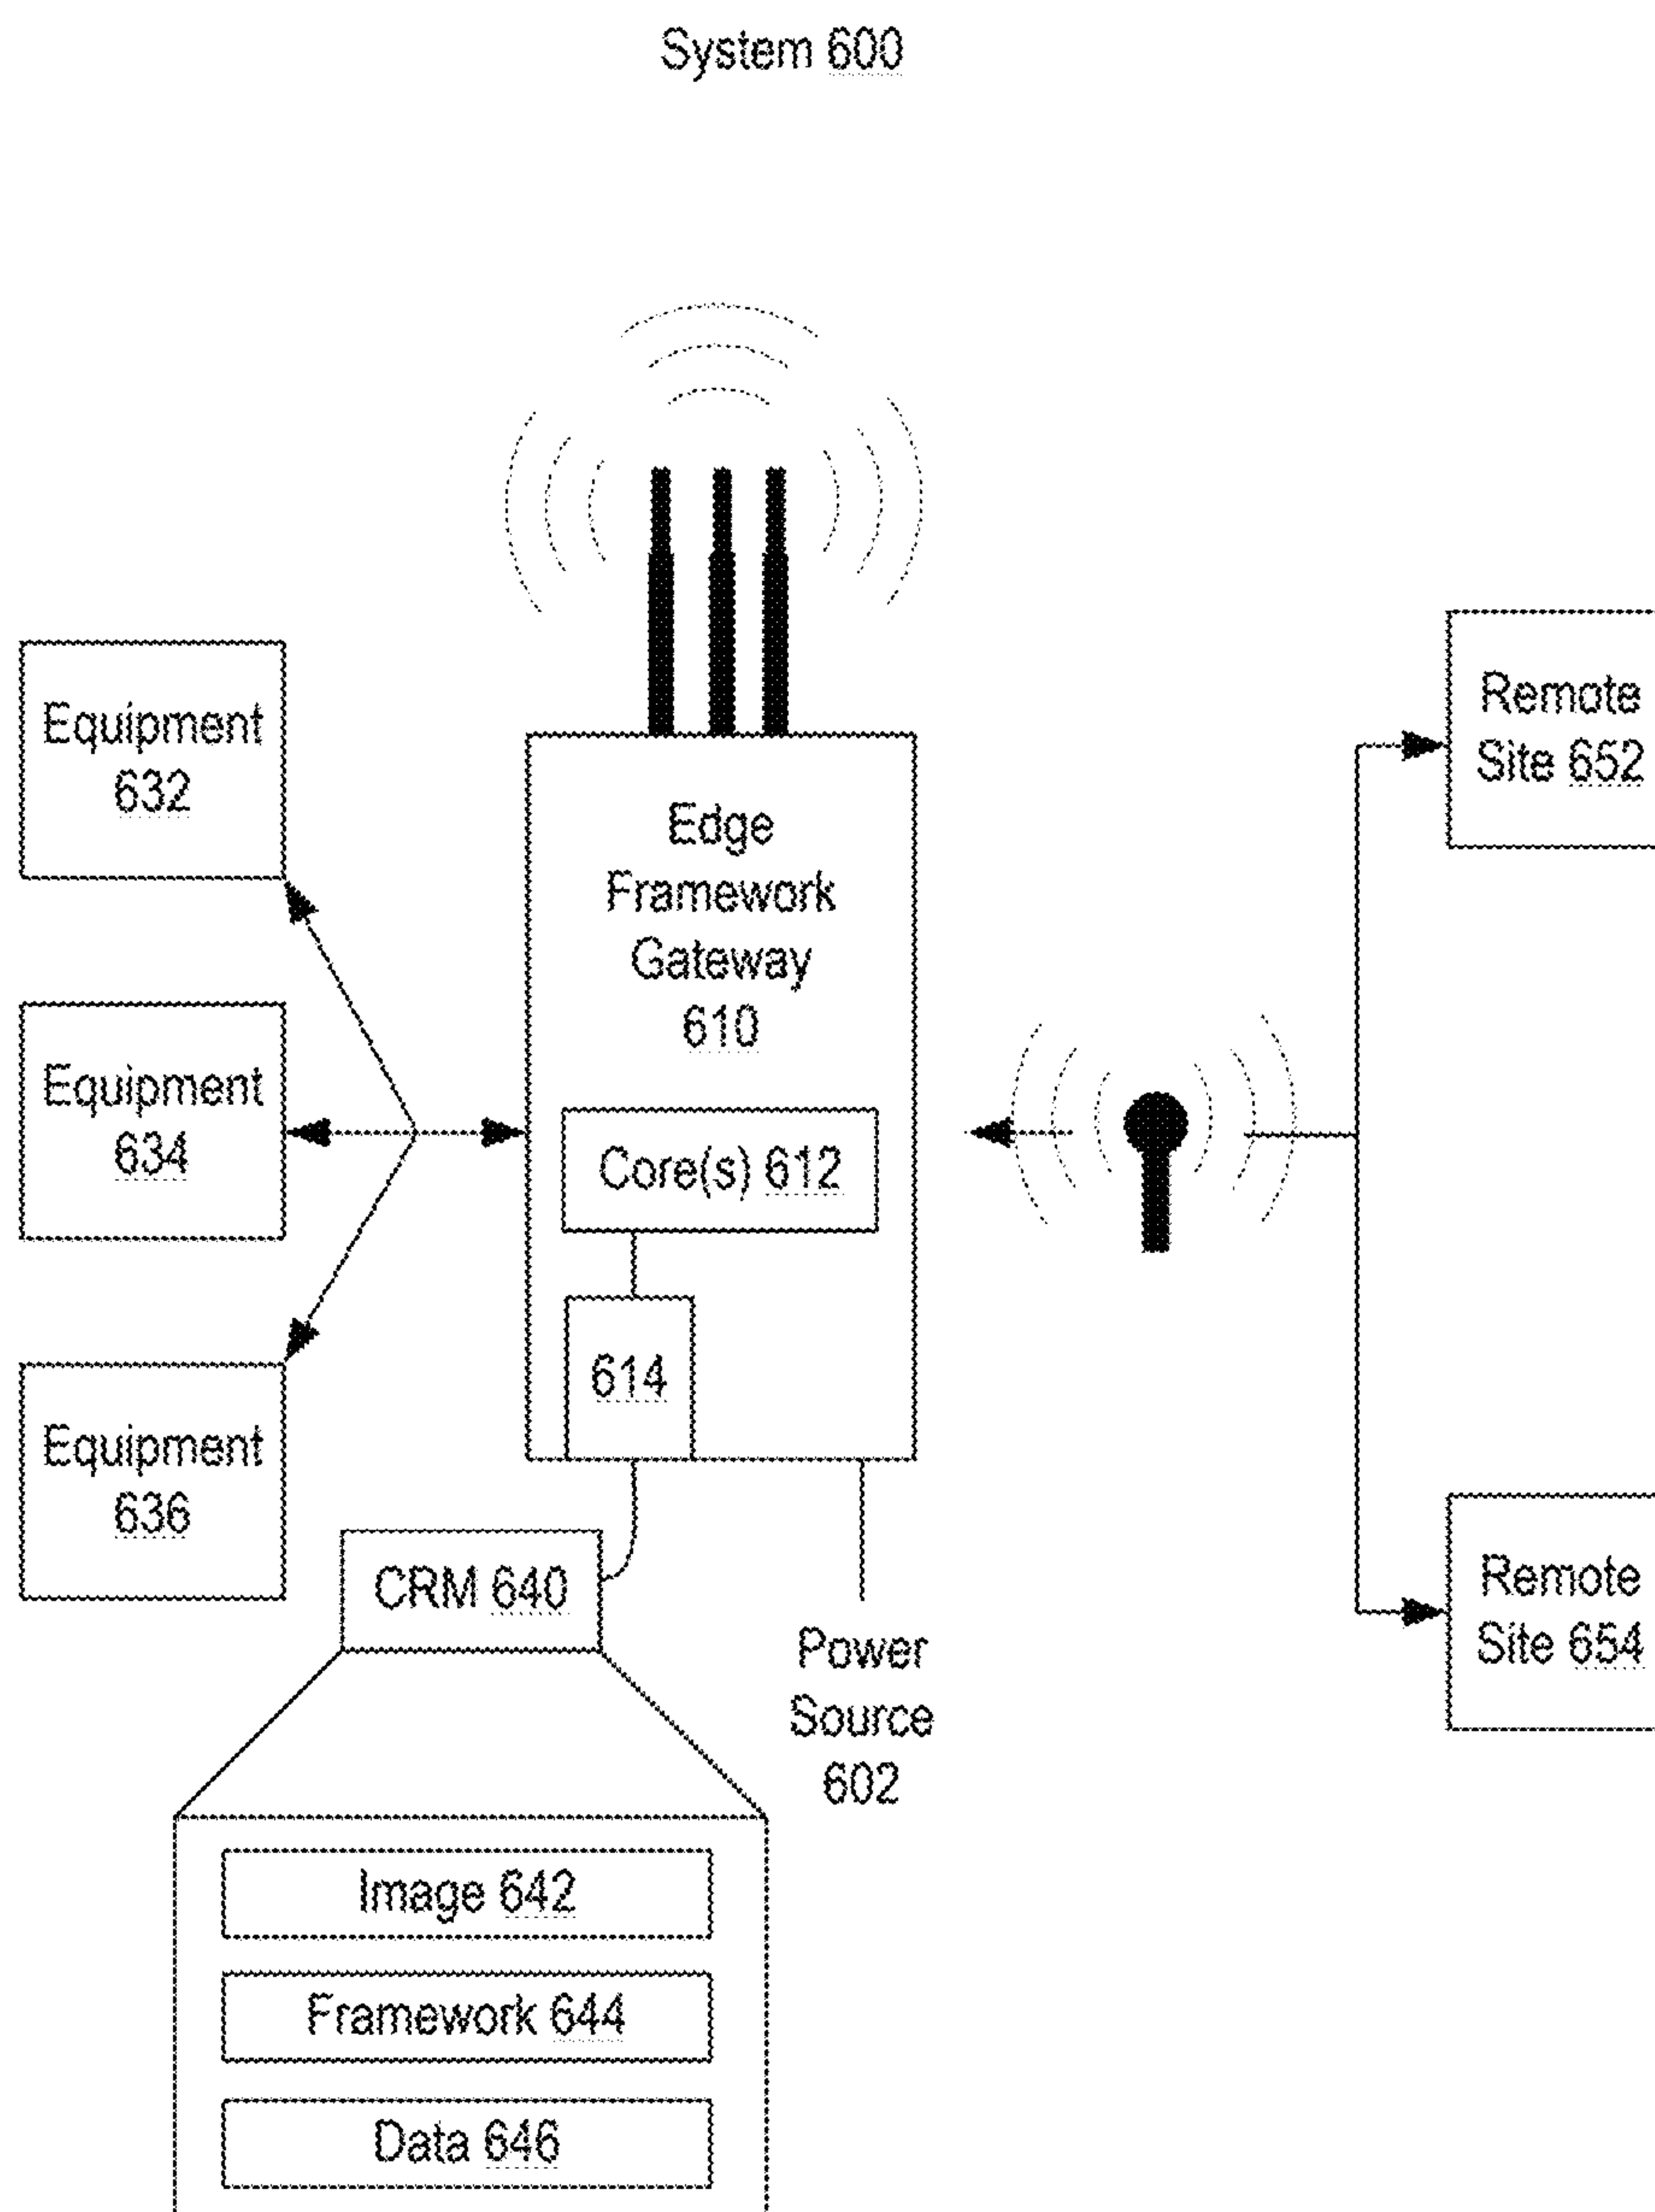 System 600
Equipment
632
Equipment
634
Equipment
636
Edge
Framework
Gateway
610
Core(s) 612
614
CRM 640
Power
Source
602
Image 642
Framework 644
Data 646
Remote
Site 652
Remote
Site 654